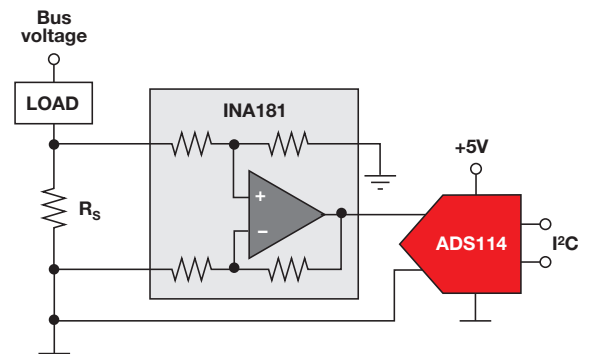 Bus
voltage
LOAD
INA181
+5V
R_S
+
−
ADS114
I²C